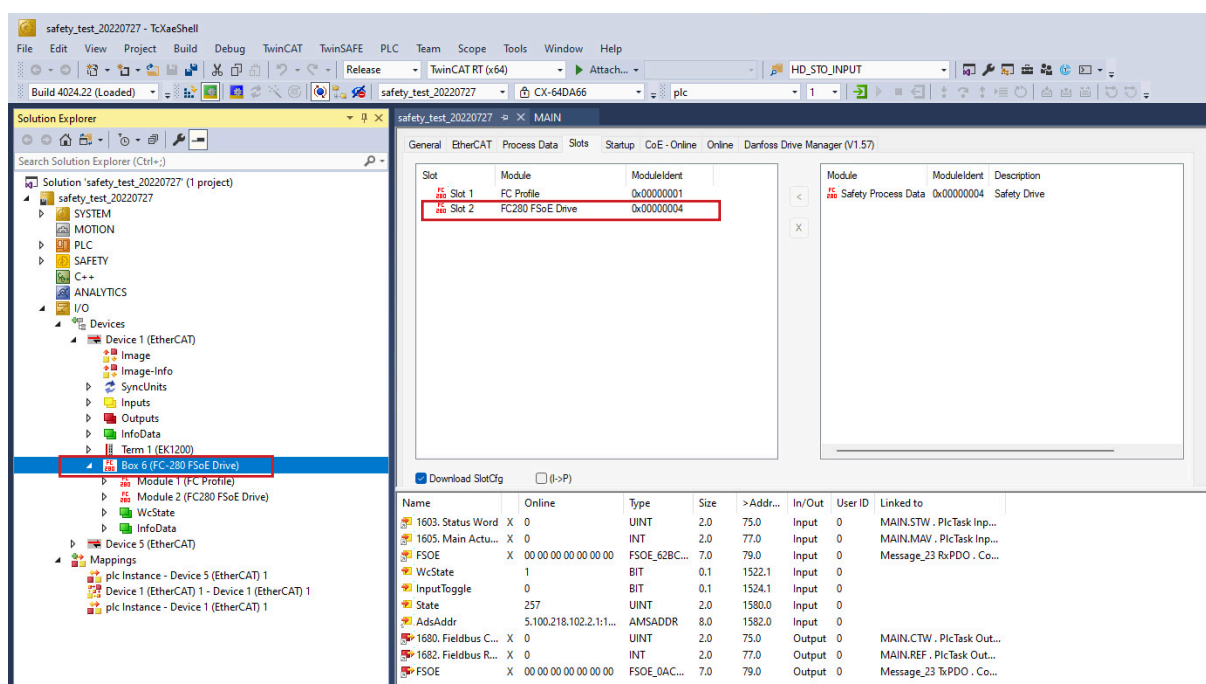 safety_test_20220727 - TcXaeShell
File Edit View Project Build Debug TwinCAT TwinSAFE PLC Team Scope Tools Window Help
Release TwinCAT RT (x64) Attach... HD_STO_INPUT
Build 4024.22 (Loaded) safety_test_20220727 CX-64DA66 plc 1
Solution Explorer
Search Solution Explorer (Ctrl+;)
Solution 'safety_test_20220727' (1 project)
safety_test_20220727
SYSTEM
MOTION
PLC
SAFETY
C++
ANALYTICS
I/O
Devices
Device 1 (EtherCAT)
Image
Image-Info
SyncUnits
Inputs
Outputs
InfoData
Term 1 (EK1200)
FC 280 Box 6 (FC-280 FSoE Drive)
FC 280 Module 1 (FC Profile)
FC 280 Module 2 (FC280 FSoE Drive)
WcState
InfoData
Device 5 (EtherCAT)
Mappings
plc Instance - Device 5 (EtherCAT) 1
Device 1 (EtherCAT) 1 - Device 1 (EtherCAT) 1
plc Instance - Device 1 (EtherCAT) 1
safety_test_20220727 MAIN
General EtherCAT Process Data Slots Startup CoE - Online Online Danfoss Drive Manager (V1.57)
Slot Module ModuleIdent
FC 280 Slot 1 FC Profile 0x00000001
FC 280 Slot 2 FC280 FSoE Drive 0x00000004
<
X
Module ModuleIdent Description
FC 280 Safety Process Data 0x00000004 Safety Drive
Download SlotCfg (I->P)
Name Online Type Size >Addr... In/Out User ID Linked to
1603. Status Word X 0 UINT 2.0 75.0 Input 0 MAIN.STW . PlcTask Inp...
1605. Main Actu... X 0 INT 2.0 77.0 Input 0 MAIN.MAV . PlcTask Inp...
FSOE X 00 00 00 00 00 00 00 FSOE_62BC... 7.0 79.0 Input 0 Message_23 RxPDO . Co...
WcState 1 BIT 0.1 1522.1 Input 0
InputToggle 0 BIT 0.1 1524.1 Input 0
State 257 UINT 2.0 1580.0 Input 0
AdsAddr 5.100.218.102.2.1:1... AMSADDR 8.0 1582.0 Input 0
1680. Fieldbus C... X 0 UINT 2.0 75.0 Output 0 MAIN.CTW . PlcTask Out...
1682. Fieldbus R... X 0 INT 2.0 77.0 Output 0 MAIN.REF . PlcTask Out...
FSOE X 00 00 00 00 00 00 00 FSOE_0AC... 7.0 79.0 Output 0 Message_23 TxPDO . Co...